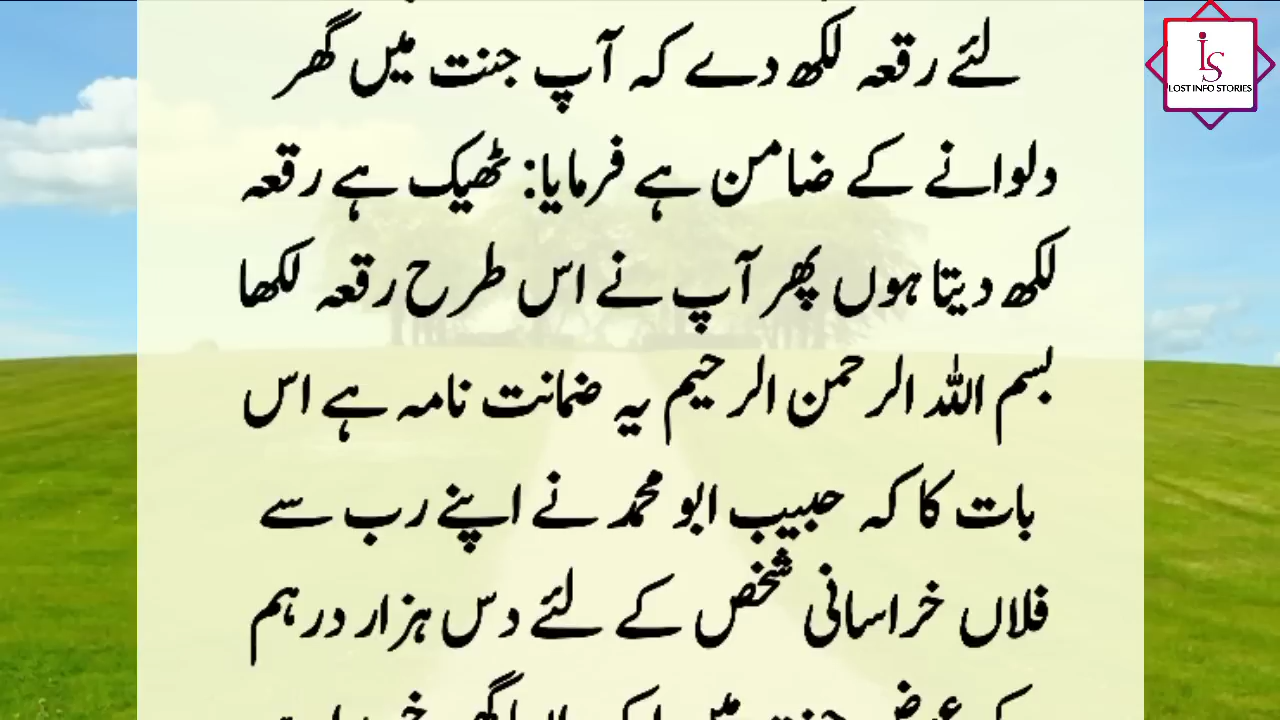 لئے رقعہ لکھ دے کہ آپ جنت میں گھر
دلوانے کے ضامن ہے فرمایا: ٹھیک ہے رقعہ
لکھ دیتا ہوں پھر آپ نے اس طرح رقعہ لکھا
بسم اللہ الرحمن الرحیم یہ ضمانت نامہ ہے اس
بات کا کہ حبیب ابو محمد نے اپنے رب سے
فلاں خراسانی شخص کے لئے دس ہزار درہم
LS
LOST INFO STORIES